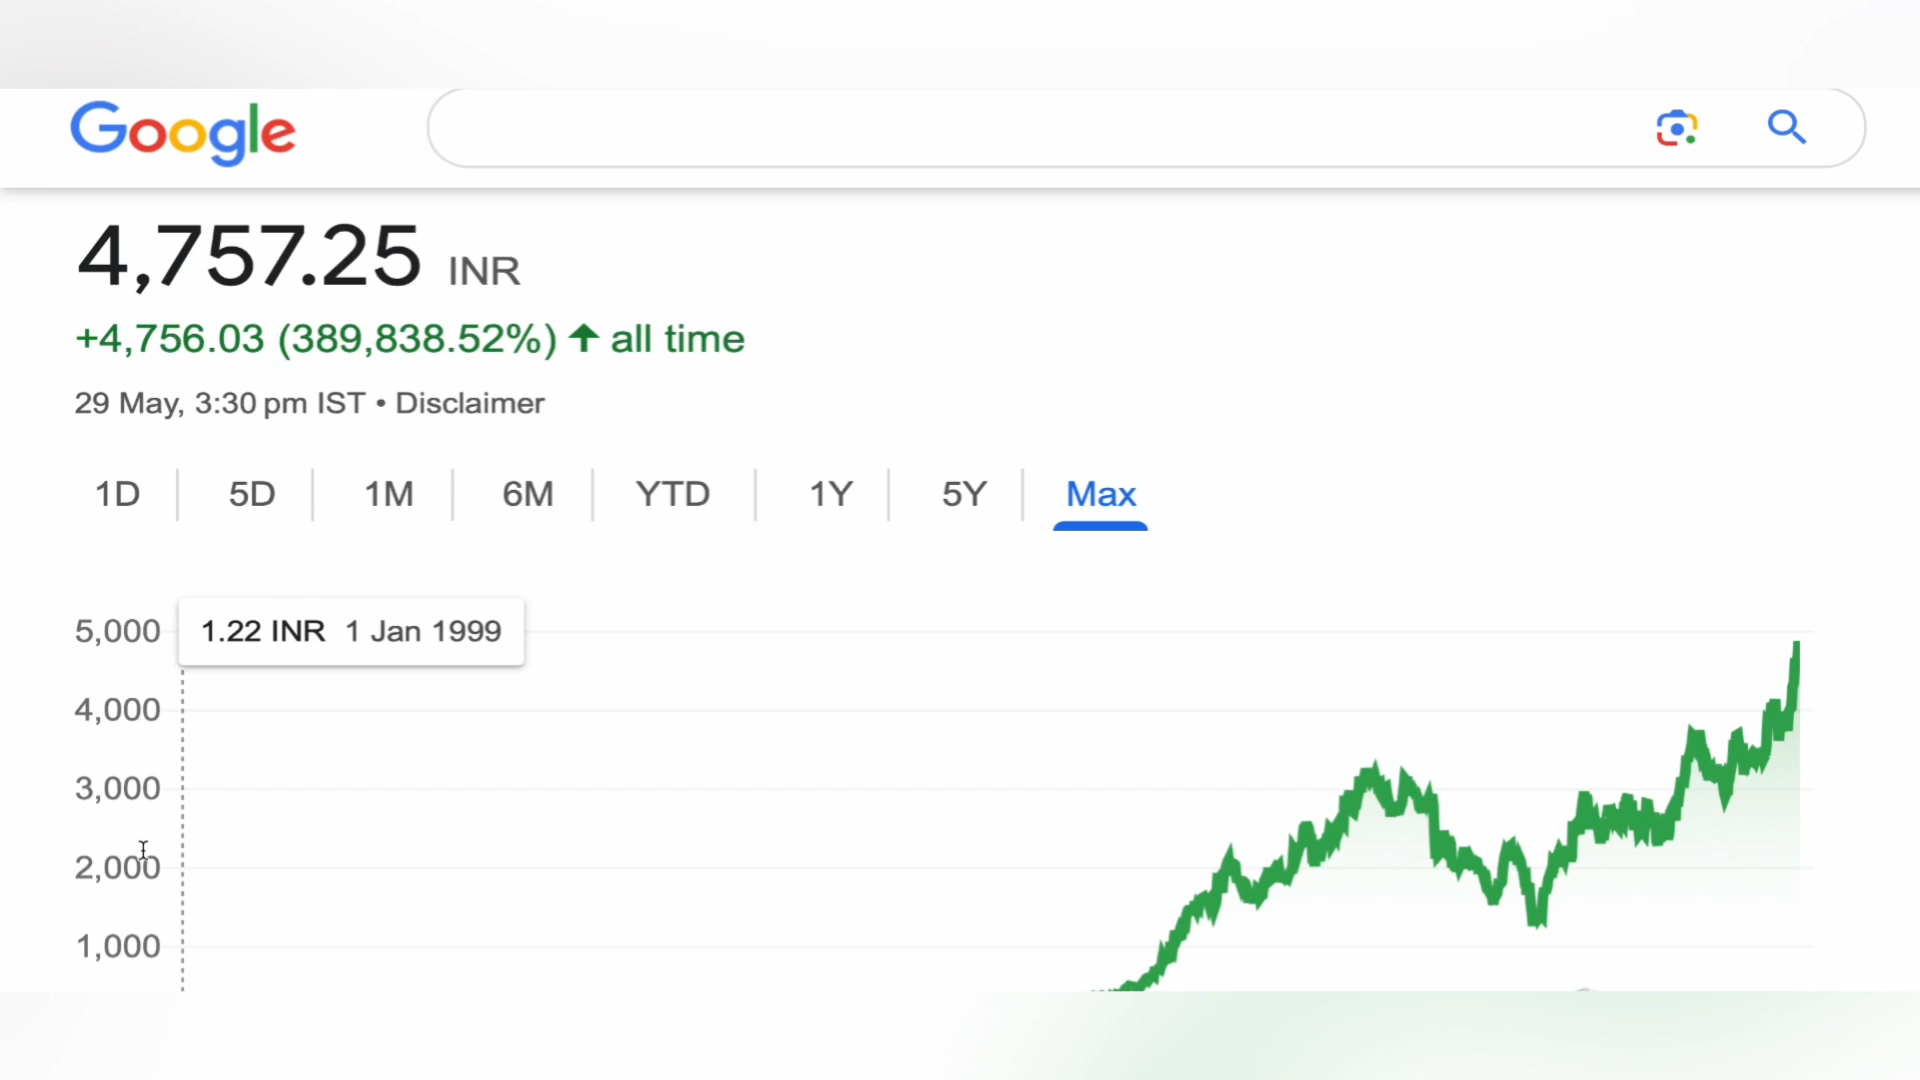 Google
4,757.25 INR
+4,756.03 (389,838.52%) ↑ all time
29 May, 3:30 pm IST • Disclaimer
1D 5D 1M 6M YTD 1Y 5Y Max
5,000 1.22 INR 1 Jan 1999
4,000
3,000
2,000
1,000